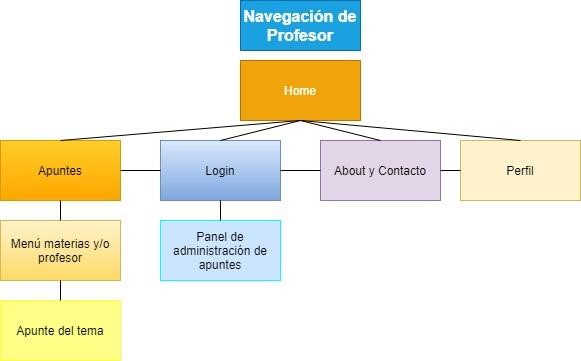 Navegación de
Profesor
Home
Apuntes
Login
About y Contacto
Perfil
Menú materias y/o
profesor
Panel de
administración de
apuntes
Apunte del tema